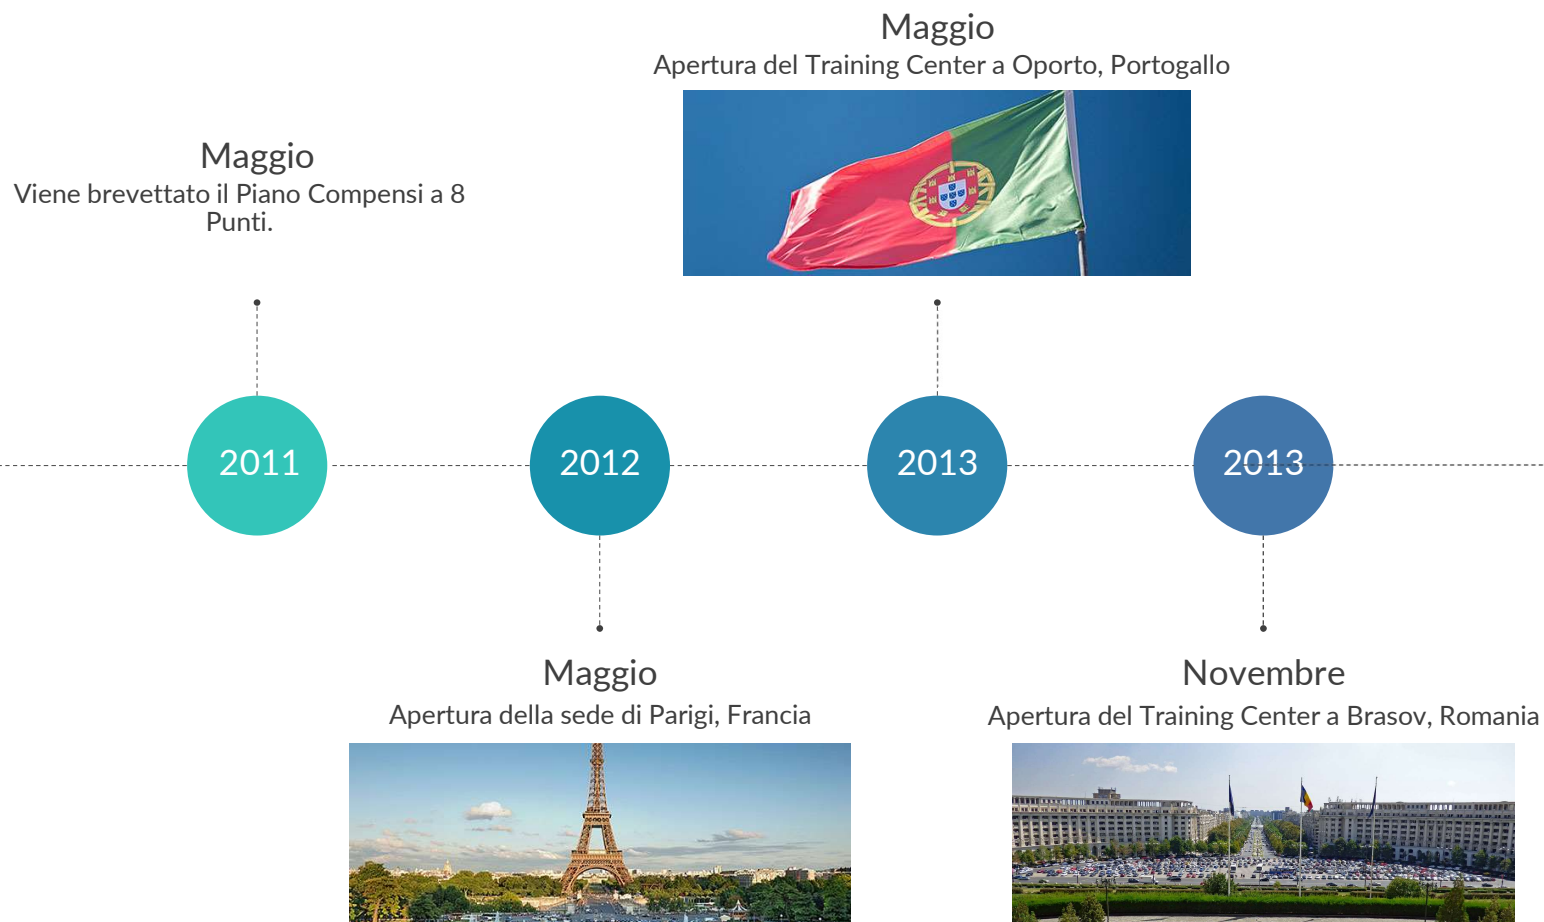 Maggio
Apertura del Training Center a Oporto, Portogallo
Maggio
Viene brevettato il Piano Compensi a 8
Punti.
2011
2012
2013
2013
Maggio
Apertura della sede di Parigi, Francia
Novembre
Apertura del Training Center a Brasov, Romania